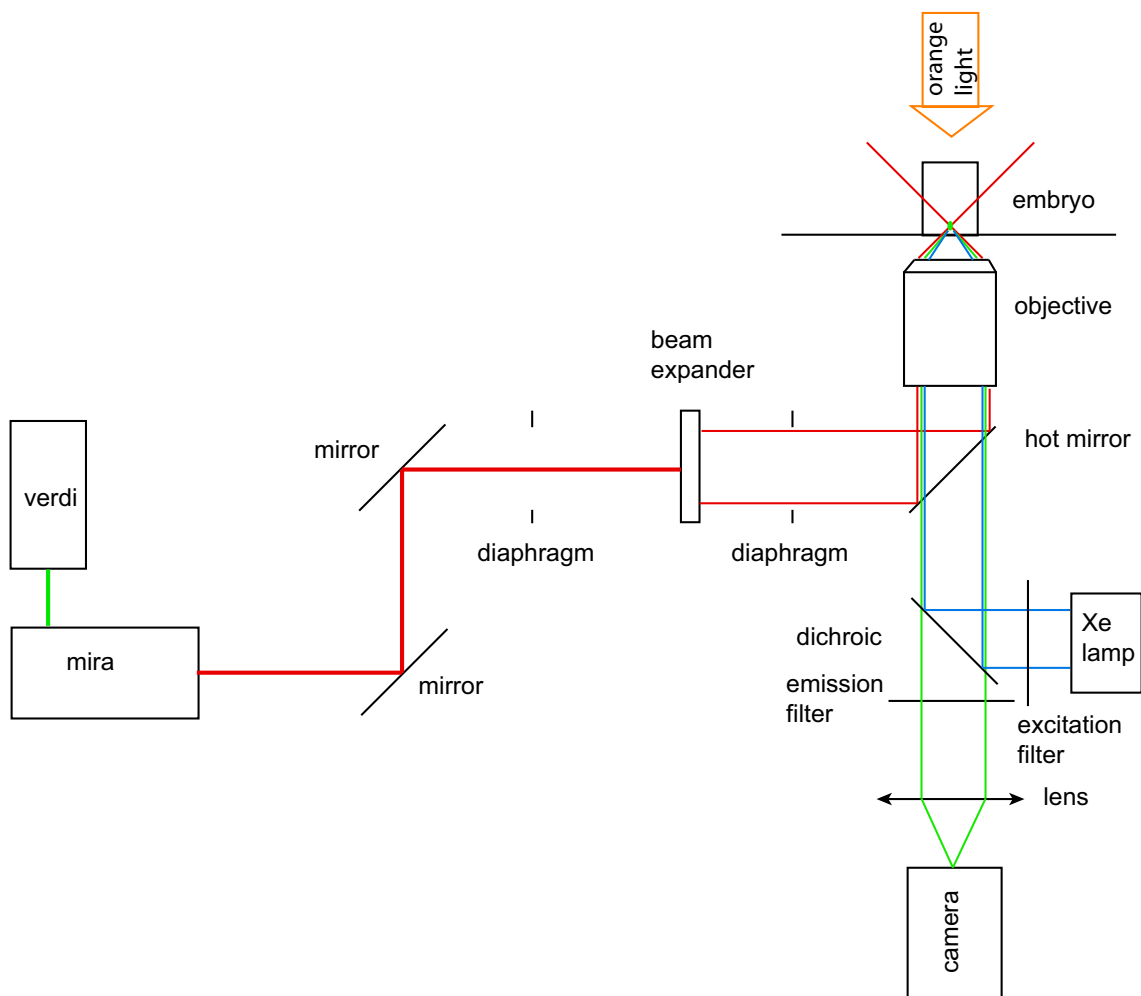 orange
light
embryo
objective
beam
expander
hot mirror
mirror
verdi
diaphragm
diaphragm
mira
mirror
dichroic
Xe
lamp
emission
filter
excitation
filter
lens
camera